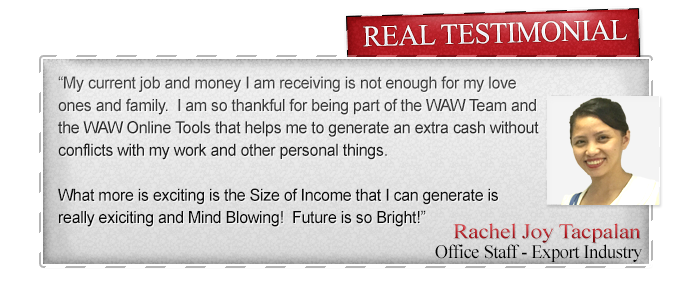 REAL TESTIMONIAL
“My current job and money I am receiving is not enough for my love
ones and family.  I am so thankful for being part of the WAW Team and
the WAW Online Tools that helps me to generate an extra cash without
conflicts with my work and other personal things.
What more is exciting is the Size of Income that I can generate is
really exiciting and Mind Blowing!  Future is so Bright!”
Rachel Joy Tacpalan
Office Staff - Export Industry